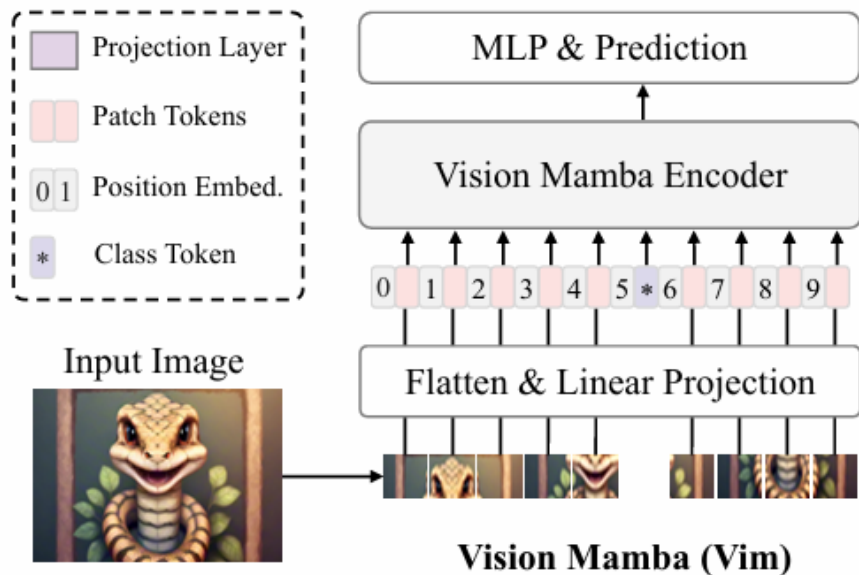 Projection Layer
Patch Tokens
0 1 Position Embed.
* Class Token
MLP & Prediction
Vision Mamba Encoder
0 1 2 3 4 5 * 6 7 8 9
Flatten & Linear Projection
Input Image
Vision Mamba (Vim)